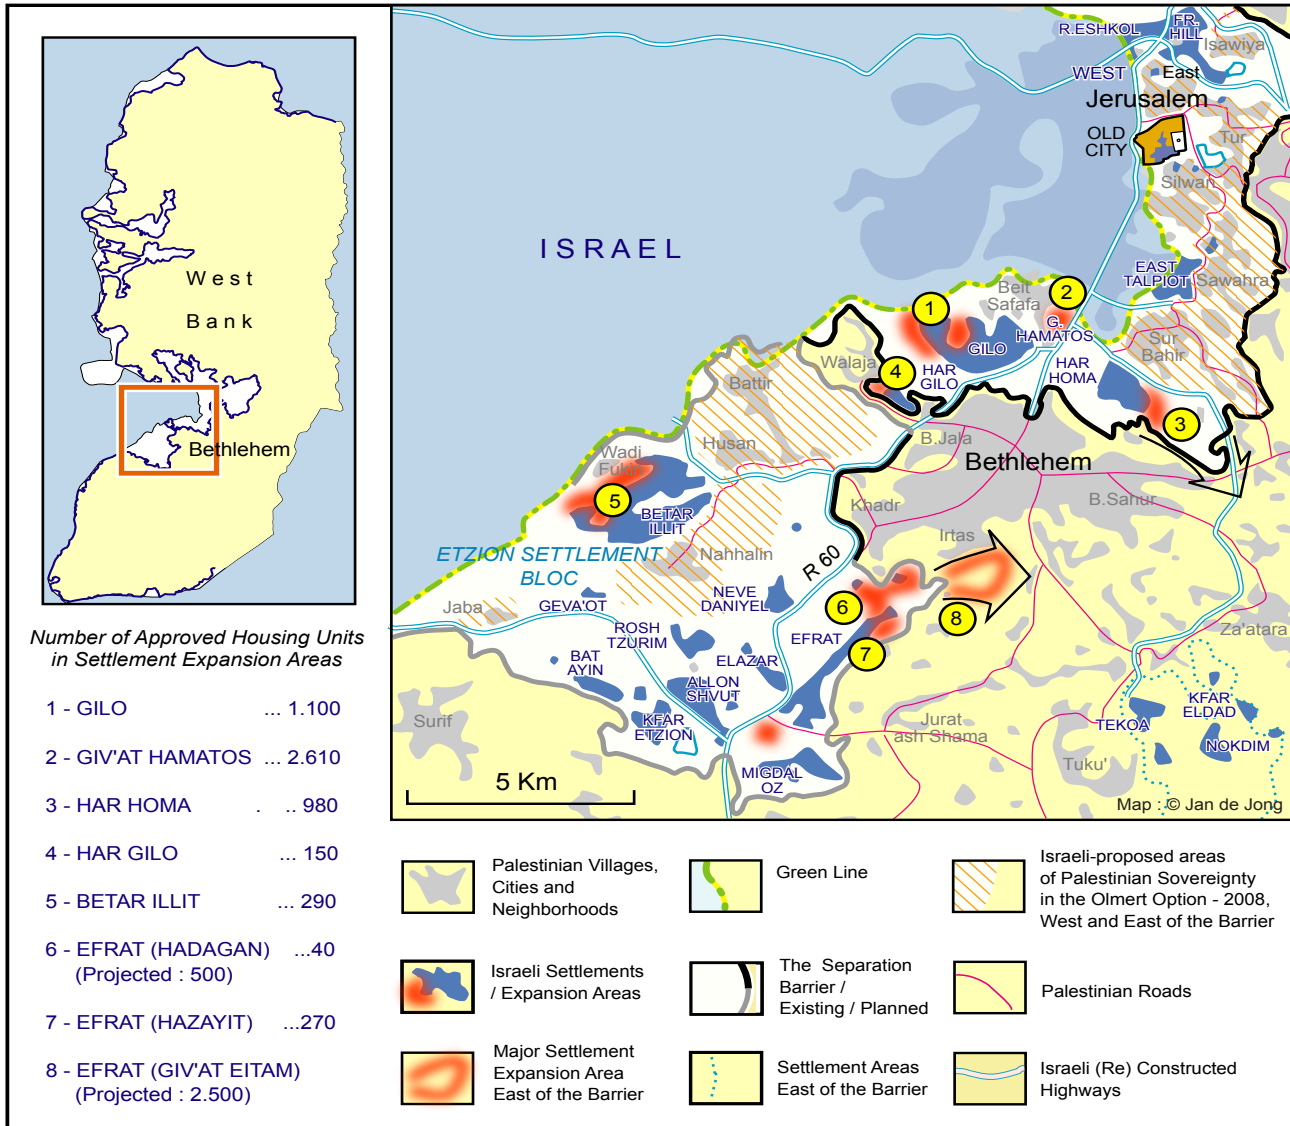 West
Bank
Bethlehem
Number of Approved Housing Units
in Settlement Expansion Areas
1 - GILO ... 1.100
2 - GIV'AT HAMATOS ... 2.610
3 - HAR HOMA . .. 980
4 - HAR GILO ... 150
5 - BETAR ILLIT ... 290
6 - EFRAT (HADAGAN) ...40
(Projected : 500)
7 - EFRAT (HAZAYIT) ...270
8 - EFRAT (GIV'AT EITAM)
(Projected : 2.500)
R.ESHKOL
FR.
HILL
Isawiya
WEST
East
Jerusalem
OLD
CITY
Tur
Silwan
ISRAEL
EAST
TALPIOT
Sawahra
Beit
Safafa
1
2
G.
HAMATOS
GILO
Sur
Bahir
Walaja
4
HAR
GILO
HAR
HOMA
Battir
3
Husan
B.Jala
Bethlehem
Wadi
Fukin
5
BETAR
ILLIT
Khadr
B.Sahur
Irtas
ETZION SETTLEMENT
BLOC
Nahhalin
R 60
Jaba
GEVA'OT
NEVE
DANIYEL
6
8
Za'atara
ROSH
TZURIM
EFRAT
7
BAT
AYIN
ELAZAR
ALLON
SHVUT
KFAR
ETZION
Surif
Jurat
ash Shama
TEKOA
KFAR
ELDAD
NOKDIM
Tuku'
MIGDAL
OZ
5 Km
Map : © Jan de Jong
Palestinian Villages,
Cities and
Neighborhoods
Green Line
Israeli-proposed areas
of Palestinian Sovereignty
in the Olmert Option - 2008,
West and East of the Barrier
Israeli Settlements
/ Expansion Areas
The Separation
Barrier /
Existing / Planned
Palestinian Roads
Major Settlement
Expansion Area
East of the Barrier
Settlement Areas
East of the Barrier
Israeli (Re) Constructed
Highways